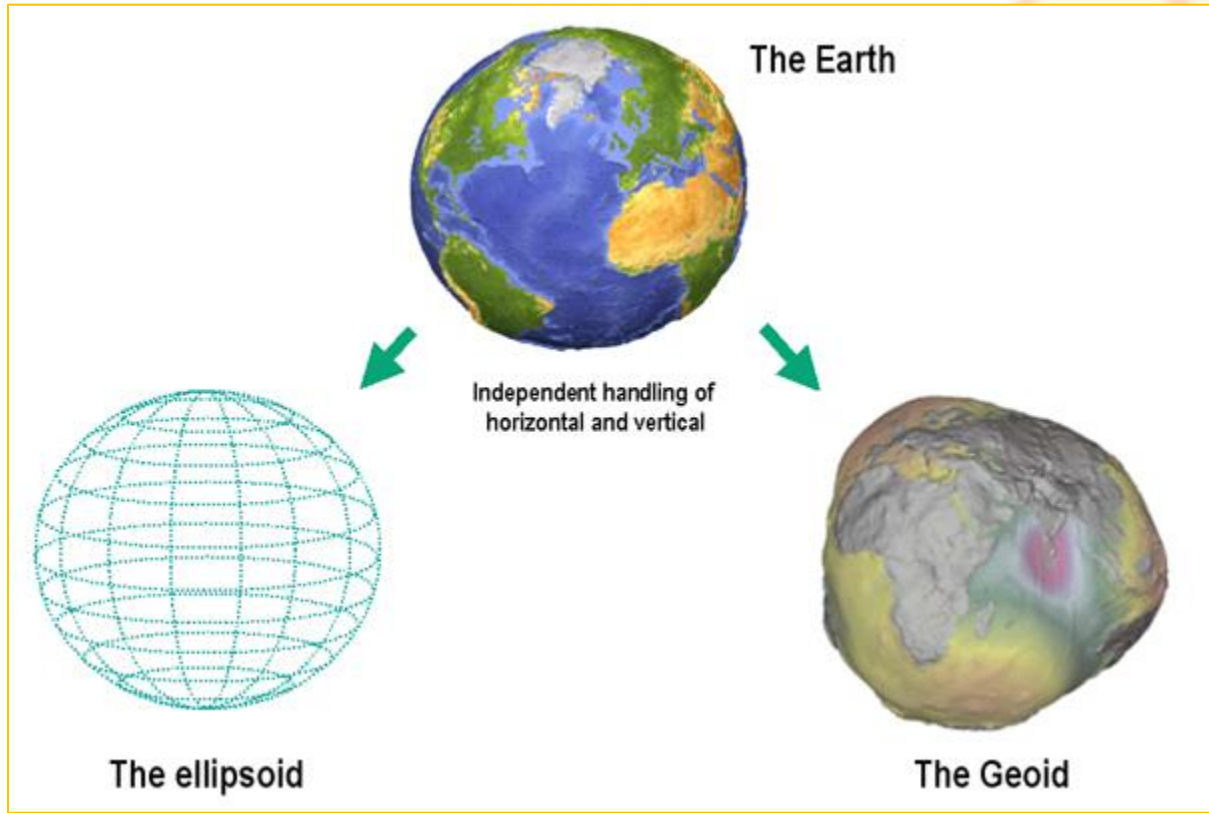 The Earth
Independent handling of
horizontal and vertical
The ellipsoid
The Geoid